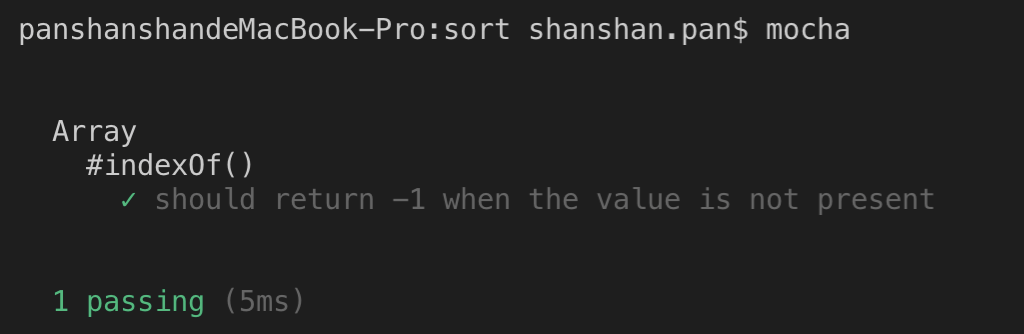 panshanshandeMacBook-Pro:sort shanshan.pan$ mocha
Array
#indexOf()
✓ should return -1 when the value is not present
1 passing (5ms)